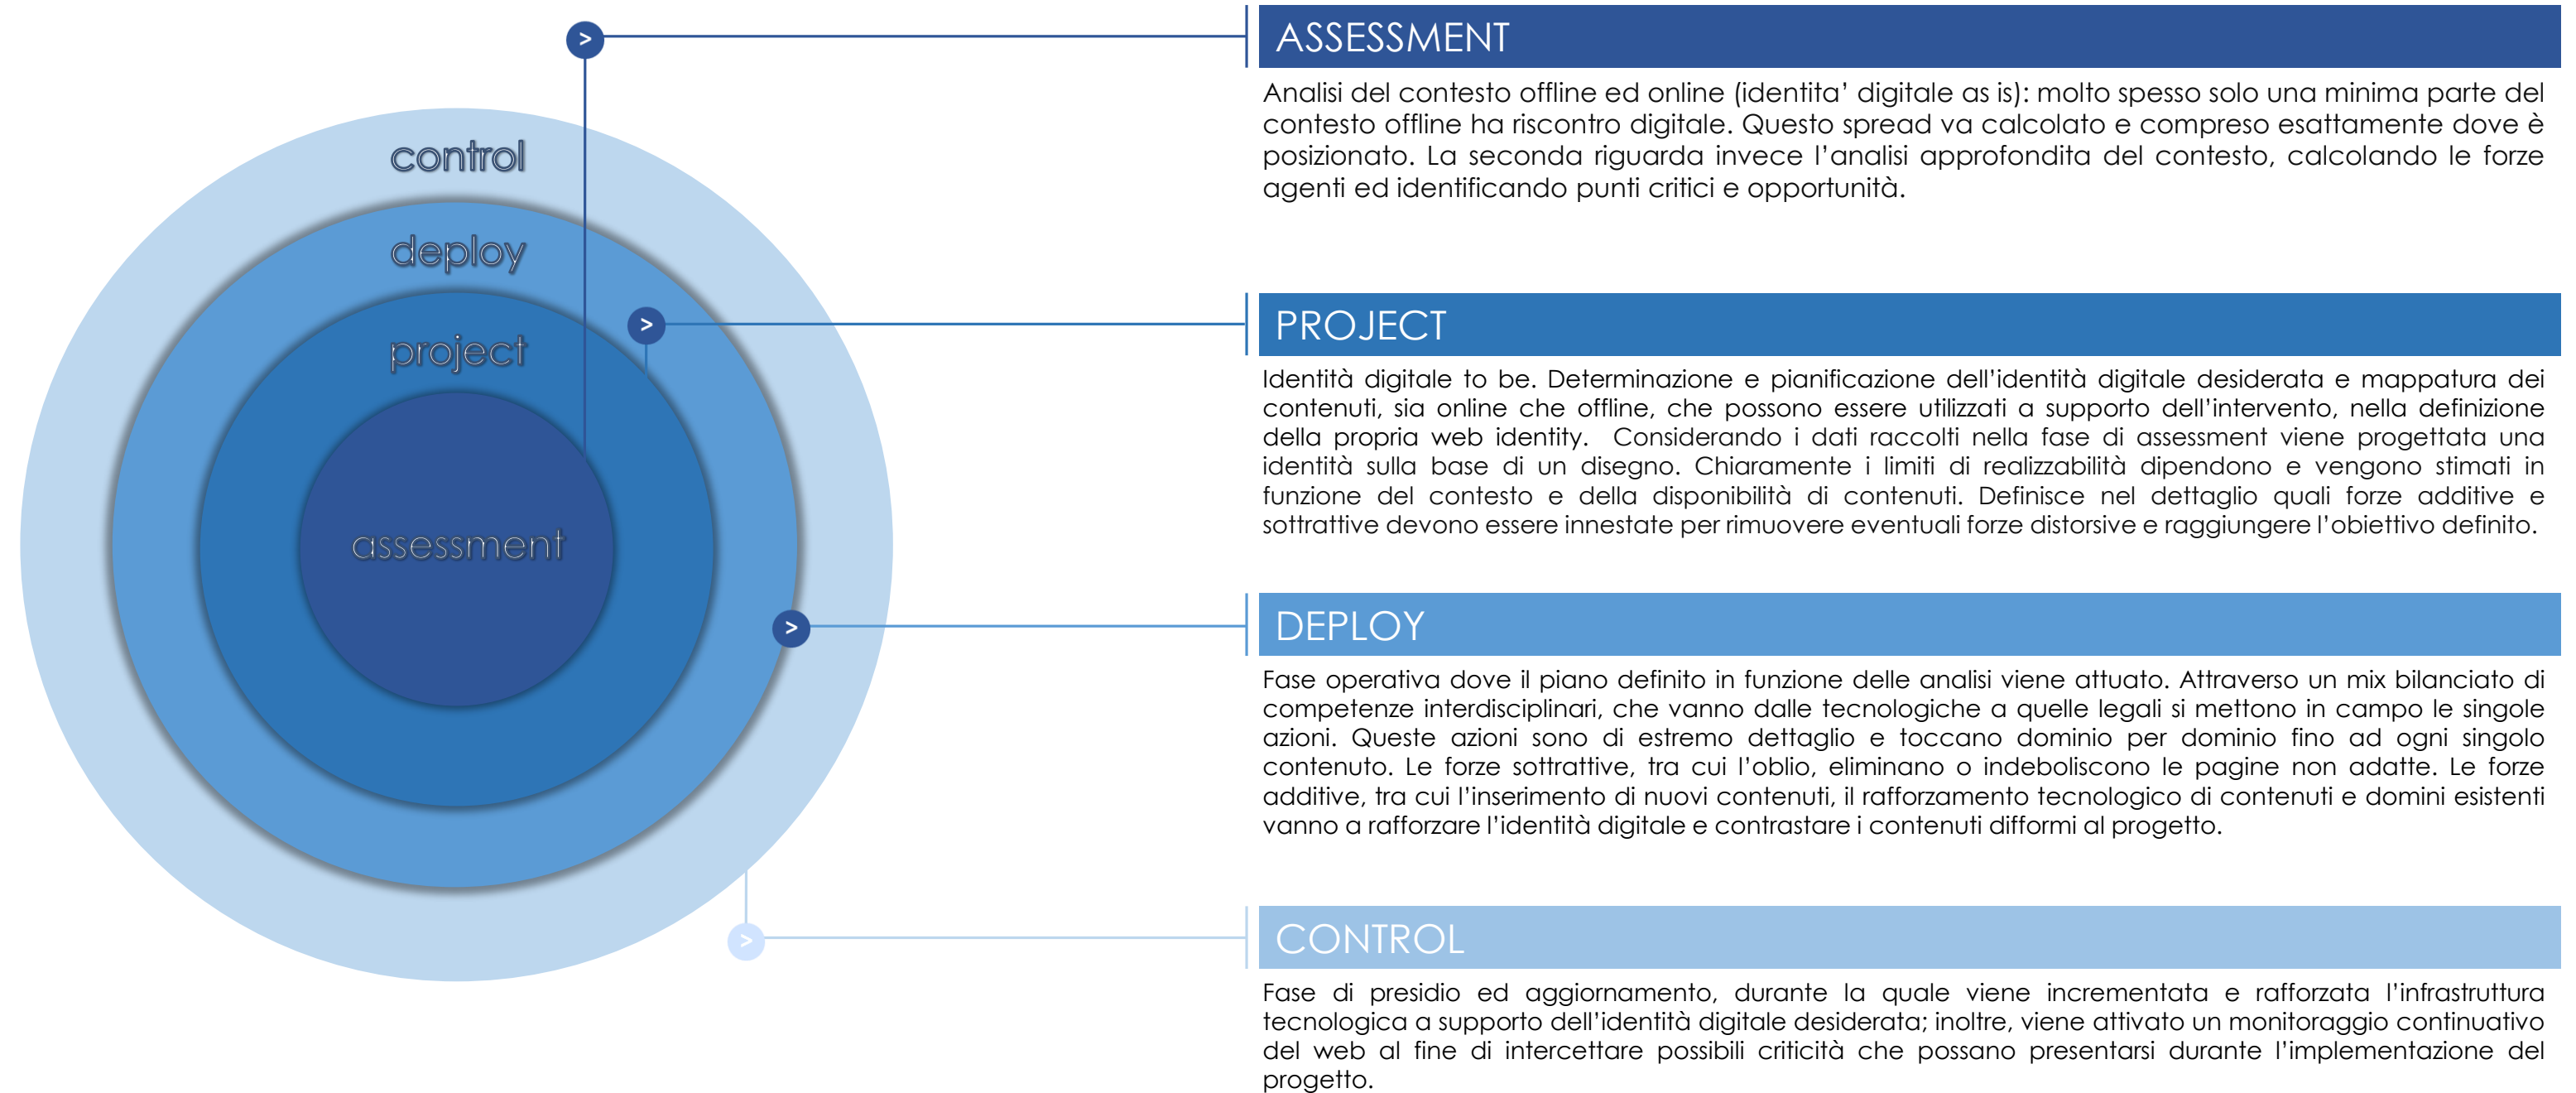 control
deploy
project
assessment
>
>
>
>
ASSESSMENT
Analisi del contesto offline ed online (identita’ digitale as is): molto spesso solo una minima parte del
contesto offline ha riscontro digitale. Questo spread va calcolato e compreso esattamente dove è
posizionato. La seconda riguarda invece l’analisi approfondita del contesto, calcolando le forze
agenti ed identificando punti critici e opportunità.
PROJECT
Identità digitale to be. Determinazione e pianificazione dell’identità digitale desiderata e mappatura dei
contenuti, sia online che offline, che possono essere utilizzati a supporto dell’intervento, nella definizione
della propria web identity. Considerando i dati raccolti nella fase di assessment viene progettata una
identità sulla base di un disegno. Chiaramente i limiti di realizzabilità dipendono e vengono stimati in
funzione del contesto e della disponibilità di contenuti. Definisce nel dettaglio quali forze additive e
sottrattive devono essere innestate per rimuovere eventuali forze distorsive e raggiungere l’obiettivo definito.
DEPLOY
Fase operativa dove il piano definito in funzione delle analisi viene attuato. Attraverso un mix bilanciato di
competenze interdisciplinari, che vanno dalle tecnologiche a quelle legali si mettono in campo le singole
azioni. Queste azioni sono di estremo dettaglio e toccano dominio per dominio fino ad ogni singolo
contenuto. Le forze sottrattive, tra cui l’oblio, eliminano o indeboliscono le pagine non adatte. Le forze
additive, tra cui l’inserimento di nuovi contenuti, il rafforzamento tecnologico di contenuti e domini esistenti
vanno a rafforzare l’identità digitale e contrastare i contenuti difformi al progetto.
CONTROL
Fase di presidio ed aggiornamento, durante la quale viene incrementata e rafforzata l’infrastruttura
tecnologica a supporto dell’identità digitale desiderata; inoltre, viene attivato un monitoraggio continuativo
del web al fine di intercettare possibili criticità che possano presentarsi durante l’implementazione del
progetto.